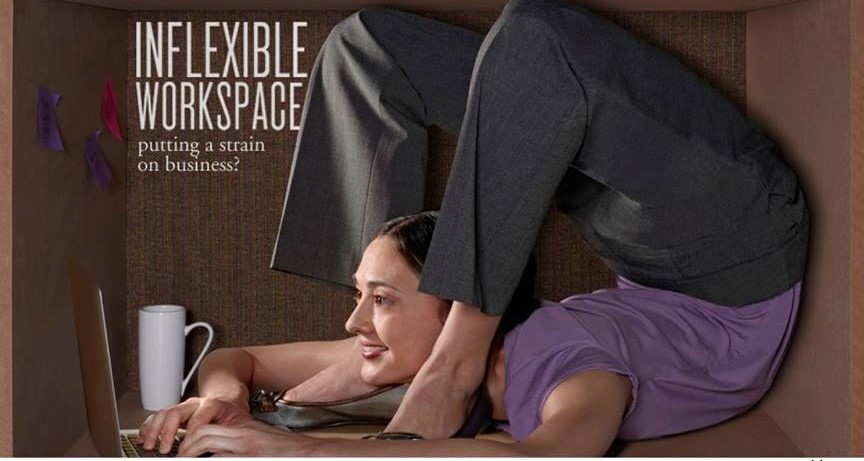 INFLEXIBLE
WORKSPACE
putting a strain
on business?